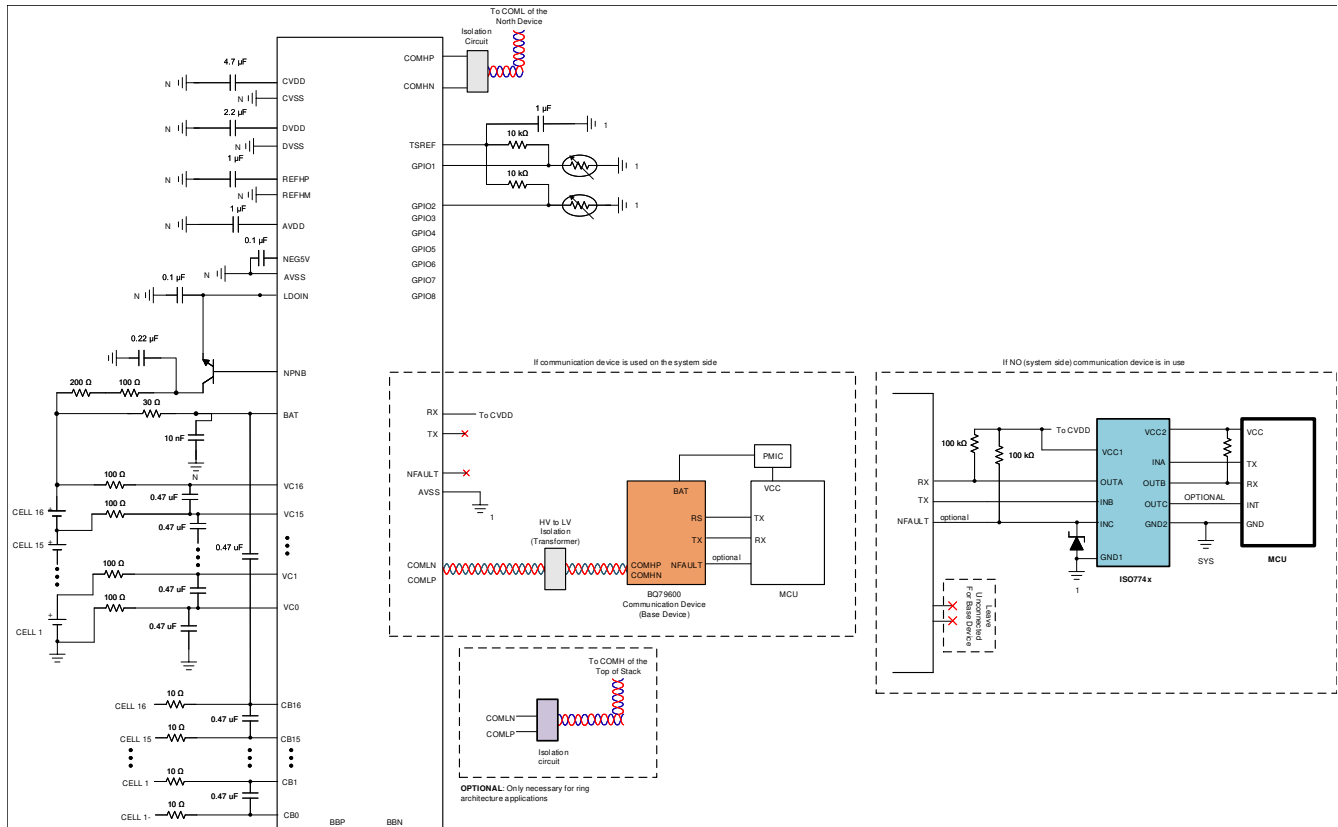 To COML of the
North Device
Isolation
Circuit
COMHP
COMHN
4.7 µF
N
CVDD
N
CVSS
2.2 µF
N
DVDD
N
DVSS
1 µF
N
REFHP
N
REFHM
1 µF
N
AVDD
0.1 µF
NEG5V
N
AVSS
0.1 µF
N
LDOIN
1 µF
1
TSREF
10 kΩ
GPIO1
1
10 kΩ
GPIO2
1
GPIO3
GPIO4
GPIO5
GPIO6
GPIO7
GPIO8
0.22 µF
NPNB
200 Ω
100 Ω
30 Ω
BAT
10 nF
N
100 Ω
VC16
0.47 uF
100 Ω
VC15
CELL 16
+
0.47 uF
CELL 15
+
0.47 uF
100 Ω
VC1
0.47 uF
100 Ω
VC0
+
CELL 1
0.47 uF
10 Ω
CELL 16
CB16
0.47 uF
10 Ω
CELL 15
CB15
10 Ω
CELL 1
CB1
0.47 uF
10 Ω
CELL 1-
CB0
BBP
BBN
If communication device is used on the system side
RX
To CVDD
TX
NFAULT
AVSS
1
PMIC
BAT
VCC
HV to LV
Isolation
(Transformer)
RS
TX
TX
RX
optional
COMLN
COMLP
COMHP
COMHN
NFAULT
BQ79600
Communication Device
(Base Device)
MCU
To COMH of the
Top of Stack
COMLN
COMLP
Isolation
circuit
OPTIONAL: Only necessary for ring
architecture applications
If NO (system side) communication device is in use
To CVDD
100 kΩ
100 kΩ
VCC1
VCC2
VCC
RX
OUTA
INA
TX
TX
INB
OUTB
RX
NFAULT
optional
INC
OUTC
OPTIONAL
INT
GND2
GND
GND1
1
SYS
ISO774x
MCU
Leave
Unconnected
For Base Device